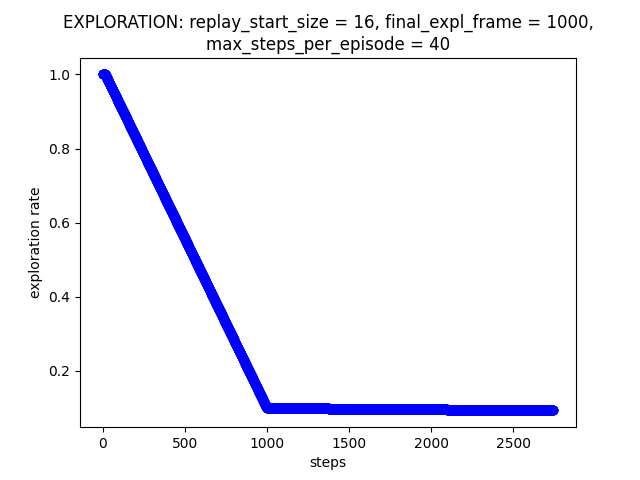 EXPLORATION: replay_start_size = 16, final_expl_frame = 1000,
max_steps_per_episode = 40
1.0
0.8
0.6
0.4
0.2
exploration rate
0 500 1000 1500 2000 2500
steps